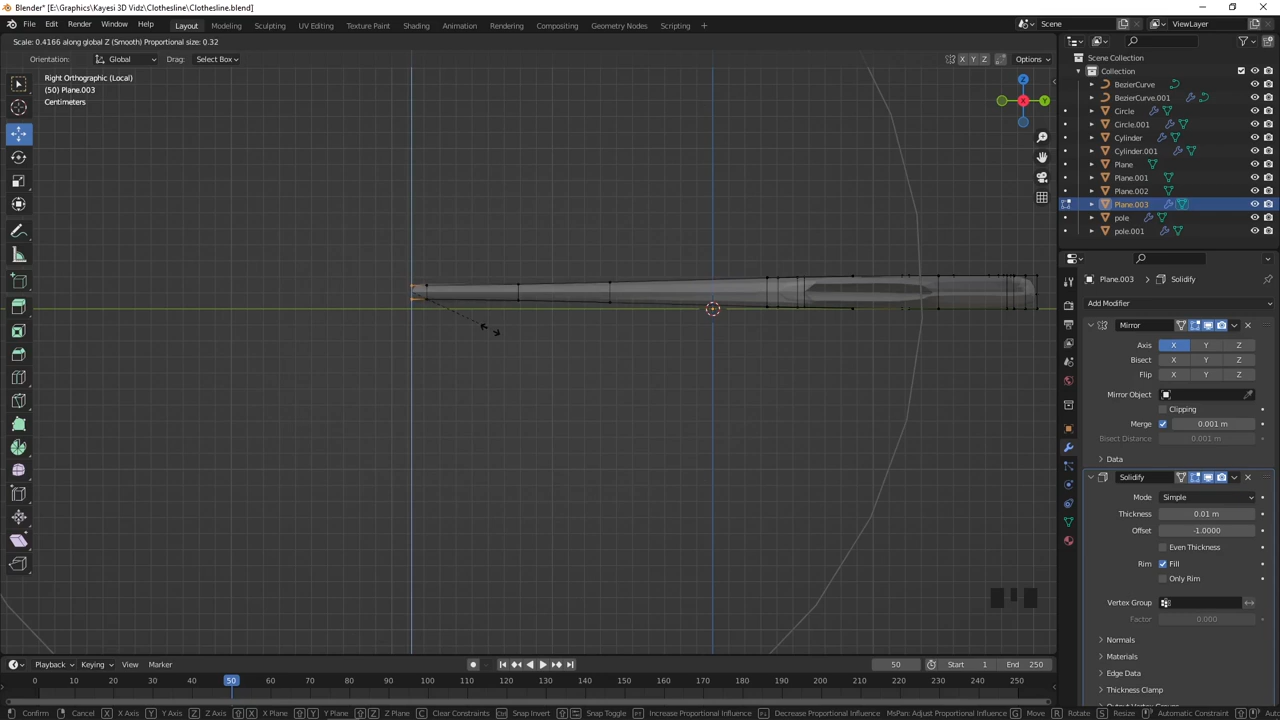 Blender* [E:\Graphics\Kayesi 3D Vidz\Clothesline\Clothesline.blend]
File Edit Render Window Help Layout Modeling Sculpting UV Editing Texture Paint Shading Animation Rendering Compositing Geometry Nodes Scripting + Scene ViewLayer
Scale: 0.4166 along global Z (Smooth) Proportional size: 0.32
Orientation: Global Drag: Select Box X Y Z Options
Right Orthographic (Local)
(50) Plane.003
Centimeters
Z
X
Y
Scene Collection
Collection
BezierCurve
BezierCurve.001
Circle
Circle.001
Cylinder
Cylinder.001
Plane
Plane.001
Plane.002
Plane.003
pole
pole.001
Plane.003 > Solidify
Add Modifier
Mirror
Axis X Y Z
Bisect X Y Z
Flip X Y Z
Mirror Object
Clipping
Merge 0.001 m
Bisect Distance 0.001 m
Data
Solidify
Mode Simple
Thickness 0.01 m
Offset -1.0000
Even Thickness
Rim Fill
Only Rim
Vertex Group
Factor 0.000
Normals
Materials
Edge Data
Thickness Clamp
Playback Keying View Marker 50 Start 1 End 250
0 10 20 30 40 50 60 70 80 90 100 110 120 130 140 150 160 170 180 190 200 210 220 230 240 250
Confirm Cancel X X Axis Y Y Axis Z Z Axis X X Plane Y Y Plane Z Z Plane C Clear Constraints Snap Invert Snap Toggle Increase Proportional Influence Decrease Proportional Influence MsPan: Adjust Proportional Influence G Move R Rotate S Resize Automatic Constraint